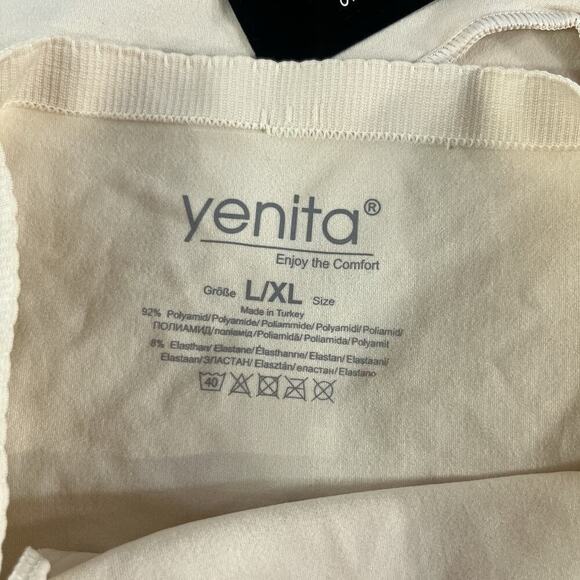 yenita®
Enjoy the Comfort
Größe L/XL Size
Made in Turkey
92% Polyamid/Polyamide/Poliammide/Polyamidi/Poliamid/
ПОЛИАМИД/поліамід/Poliamidă/Poliamida/Polyamit
8% Elasthan/Elastane/Élasthanne/Elastan/Elastaani/
Elastaan/ЭЛАСТАН/Elasztán/еластан/Elastano
40